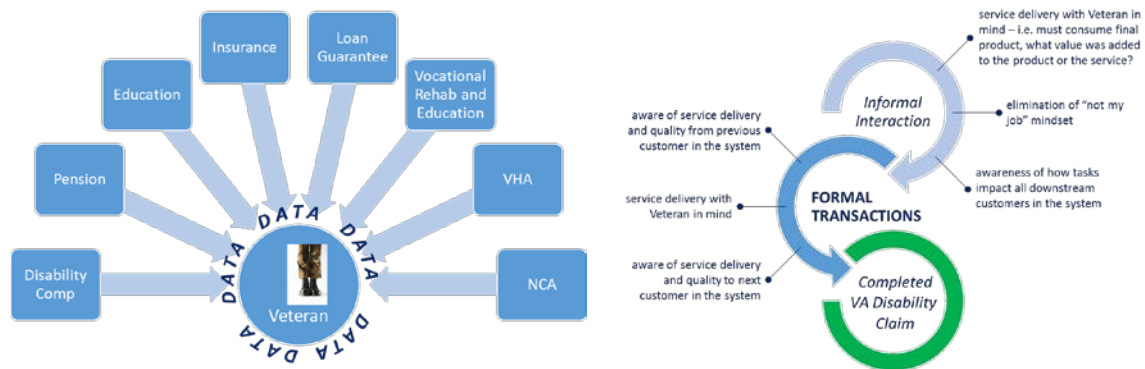 Insurance
Loan
Guarantee
Education
Vocational
Rehab and
Education
Pension
VHA
Disability
Comp
NCA
DATA DATA DATA DATA DATA DATA
Veteran
service delivery with Veteran in
mind – i.e. must consume final
product, what value was added
to the product or the service?
Informal
Interaction
elimination of "not my
job" mindset
awareness of how tasks
impact all downstream
customers in the system
aware of service delivery
and quality from previous
customer in the system
service delivery with
Veteran in mind
FORMAL
TRANSACTIONS
aware of service delivery
and quality to next
customer in the system
Completed
VA Disability
Claim